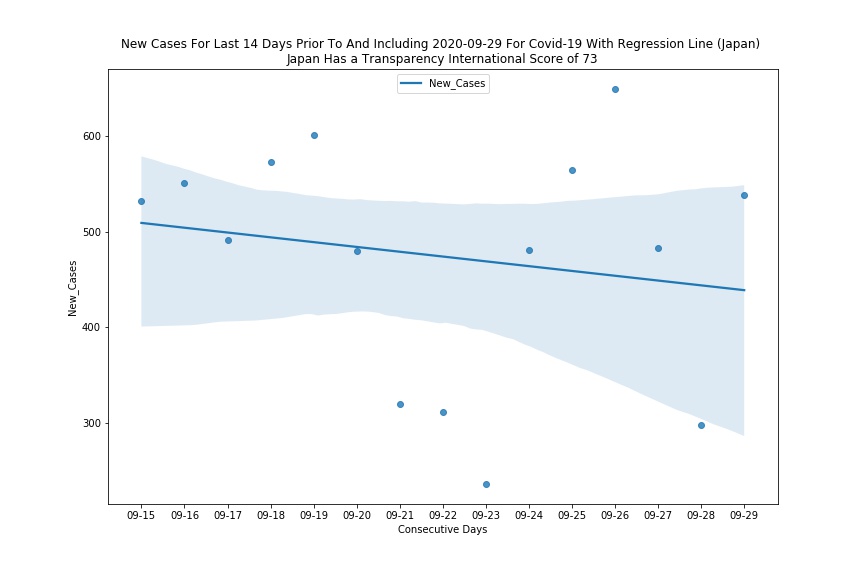 New Cases For Last 14 Days Prior To And Including 2020-09-29 For Covid-19 With Regression Line (Japan)
Japan Has a Transparency International Score of 73
New_Cases
600
500
400
300
New_Cases
09-15 09-16 09-17 09-18 09-19 09-20 09-21 09-22 09-23 09-24 09-25 09-26 09-27 09-28 09-29
Consecutive Days